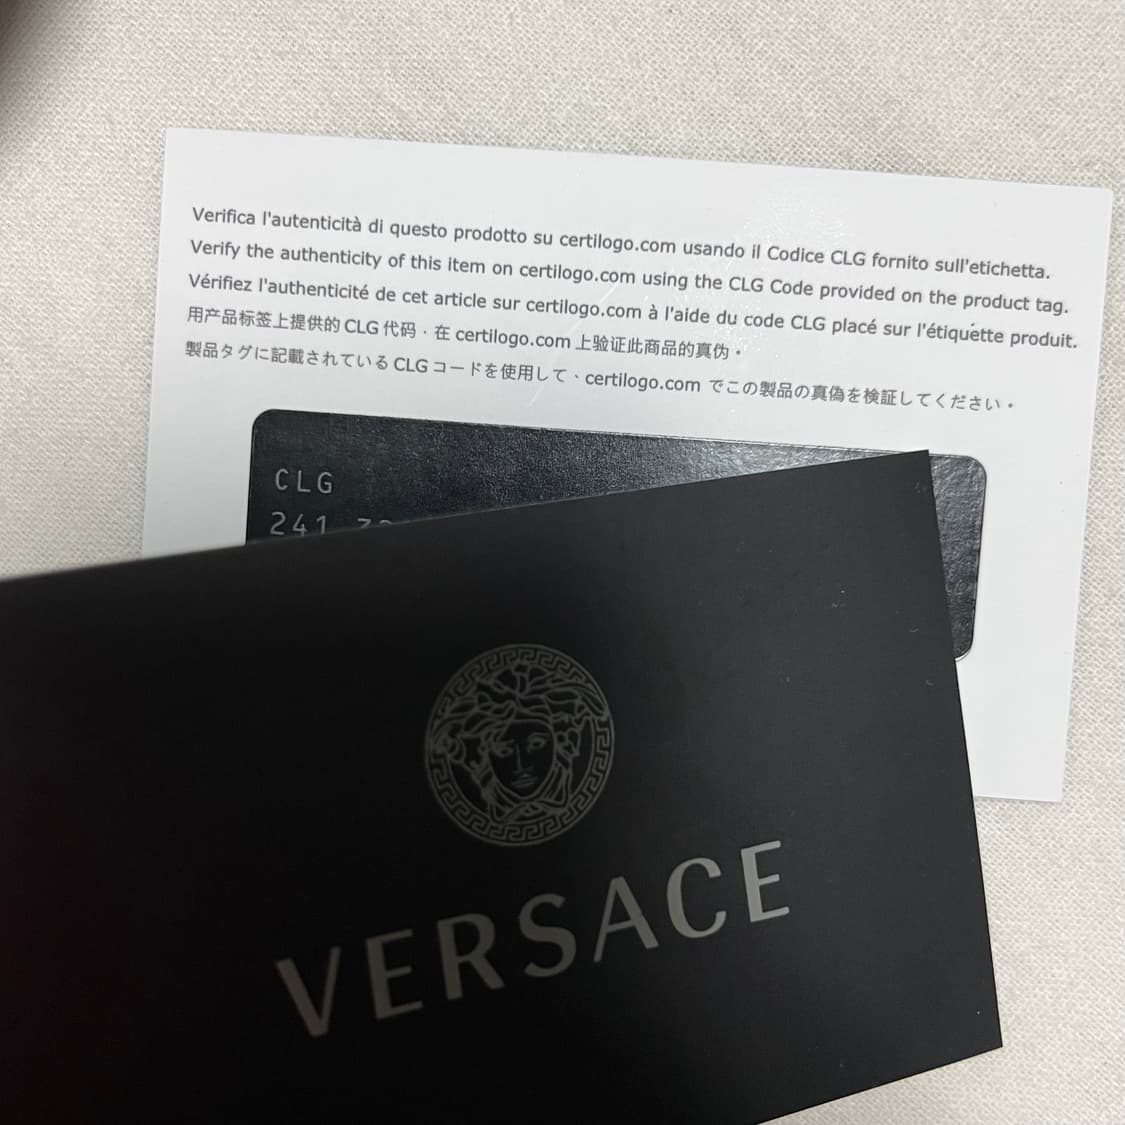 Verifica l'autenticità di questo prodotto su certilogo.com usando il Codice CLG fornito sull'etichetta.
Verify the authenticity of this item on certilogo.com using the CLG Code provided on the product tag.
Vérifiez l'authenticité de cet article sur certilogo.com à l'aide du code CLG placé sur l'étiquette produit.
用产品标签上提供的 CLG 代码，在 certilogo.com 上验证此商品的真伪。
製品タグに記載されている CLG コードを使用して、certilogo.com でこの製品の真偽を検証してください。
CLG
241
VERSACE